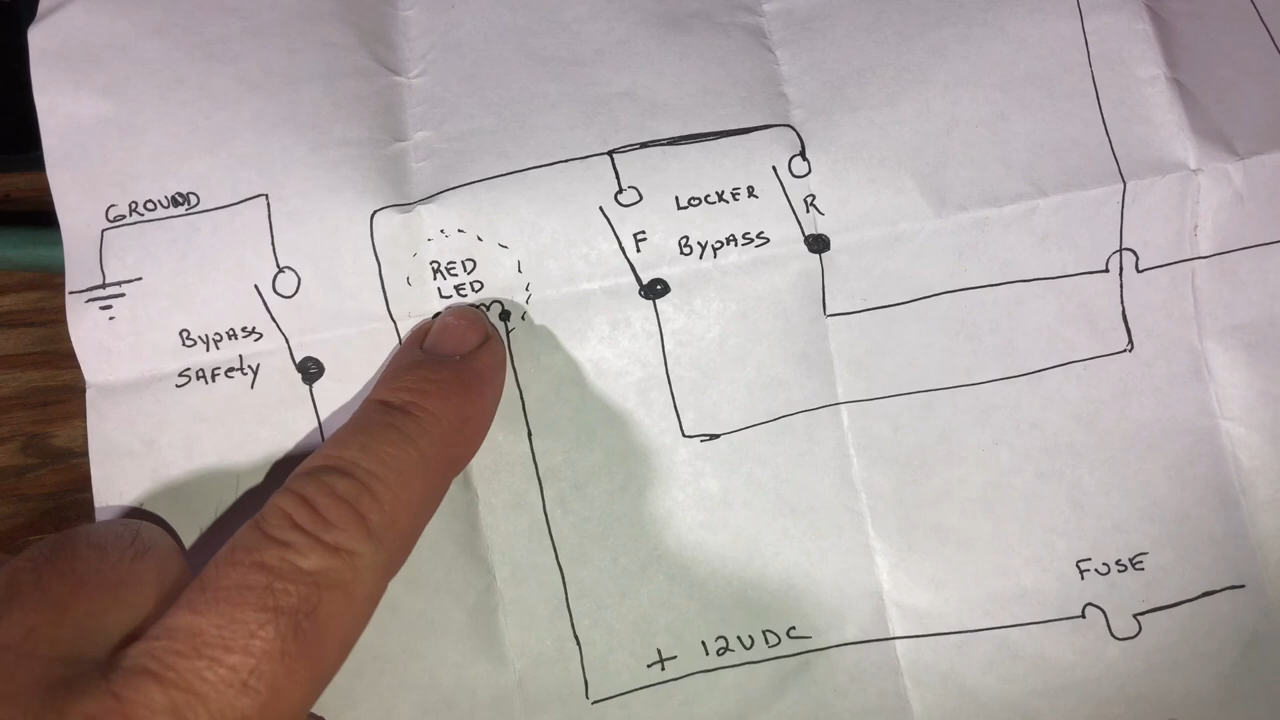 GROUND
BYPASS
SAFety
RED
LED
F
LOCKER
BYPASS
R
FUSE
+ 12VDC